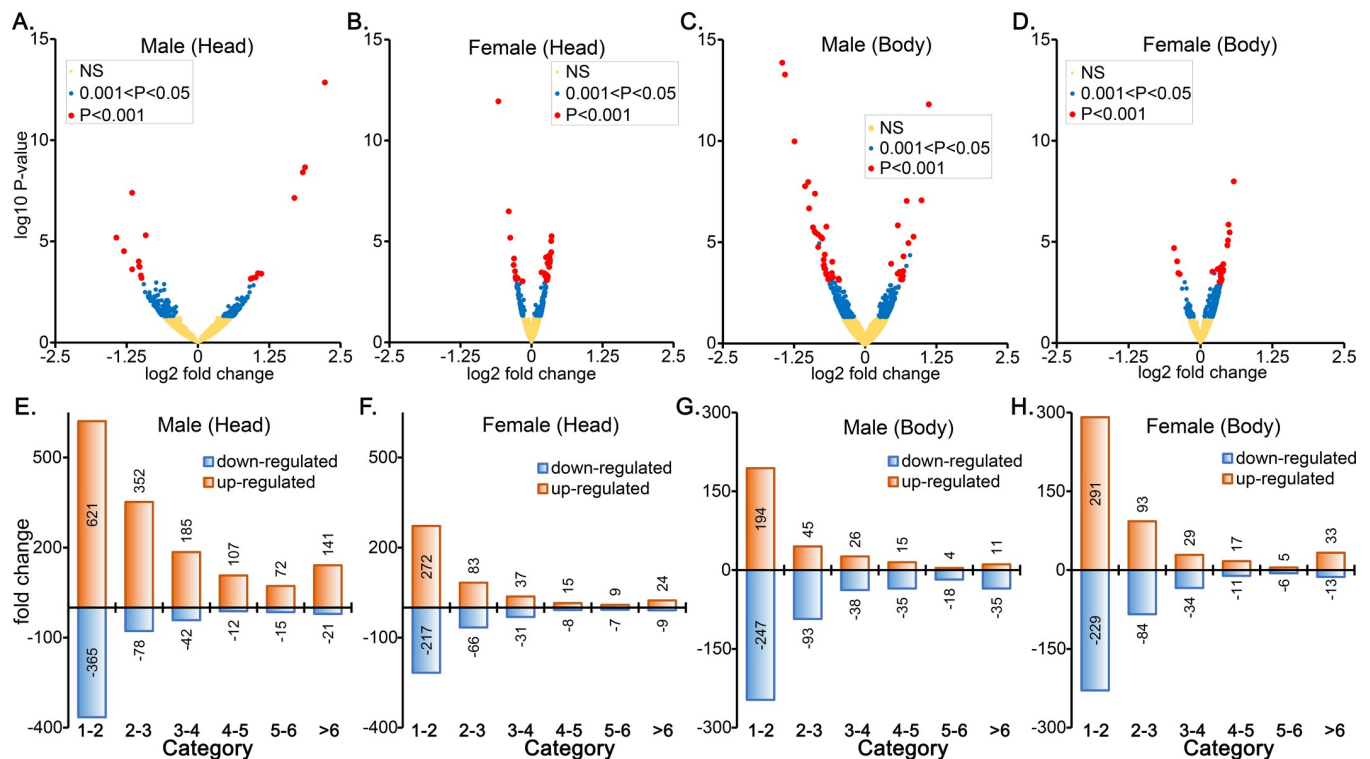 A.
Male (Head)
NS
0.001<P<0.05
P<0.001
15
10
5
0
log10 P-value
-2.5
-1.25
0
1.25
2.5
log2 fold change
B.
Female (Head)
NS
0.001<P<0.05
P<0.001
15
10
5
0
-2.5
-1.25
0
1.25
2.5
log2 fold change
C.
Male (Body)
NS
0.001<P<0.05
P<0.001
15
10
5
0
-2.5
-1.25
0
1.25
2.5
log2 fold change
D.
Female (Body)
NS
0.001<P<0.05
P<0.001
15
10
5
0
-2.5
-1.25
0
1.25
2.5
log2 fold change
E.
Male (Head)
down-regulated
up-regulated
500
200
-100
-400
fold change
621
352
185
107
72
141
-365
-78
-42
-12
-15
-21
1-2
2-3
3-4
4-5
5-6
>6
Category
F.
Female (Head)
down-regulated
up-regulated
500
200
-100
-400
272
83
37
15
9
24
-217
-66
-31
-8
-7
-9
1-2
2-3
3-4
4-5
5-6
>6
Category
G.
Male (Body)
down-regulated
up-regulated
300
150
0
-150
-300
194
45
26
15
4
11
-247
-93
-38
-35
-18
-35
1-2
2-3
3-4
4-5
5-6
>6
Category
H.
Female (Body)
down-regulated
up-regulated
300
150
0
-150
-300
291
93
29
17
5
33
-229
-84
-34
-11
-6
-13
1-2
2-3
3-4
4-5
5-6
>6
Category